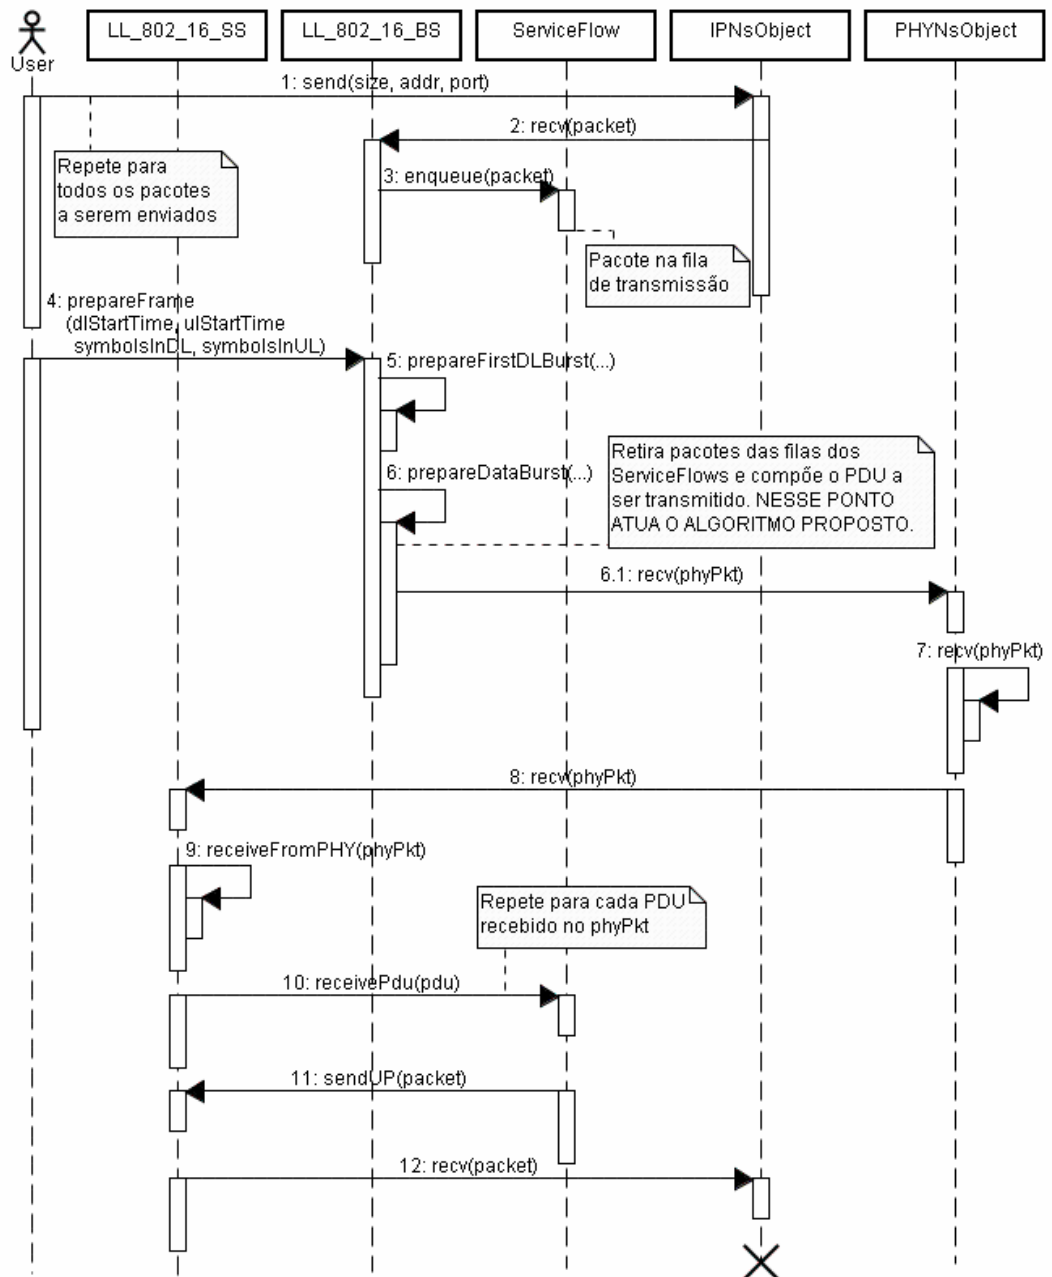 LL_802_16_SS
LL_802_16_BS
ServiceFlow
IPNsObject
PHYNsObject
User
1: send(size, addr, port)
2: recv(packet)
Repete para
todos os pacotes
a serem enviados
3: enqueue(packet)
Pacote na fila
de transmissão
4: prepareFrame
(dlStartTime, ulStartTime
symbolsInDL, symbolsInUL)
5: prepareFirstDLBurst(...)
6: prepareDataBurst(...)
Retira pacotes das filas dos
ServiceFlows e compõe o PDU a
ser transmitido. NESSE PONTO
ATUA O ALGORITMO PROPOSTO.
6.1: recv(phyPkt)
7: recv(phyPkt)
8: recv(phyPkt)
9: receiveFromPHY(phyPkt)
Repete para cada PDU
recebido no phyPkt
10: receivePdu(pdu)
11: sendUP(packet)
12: recv(packet)